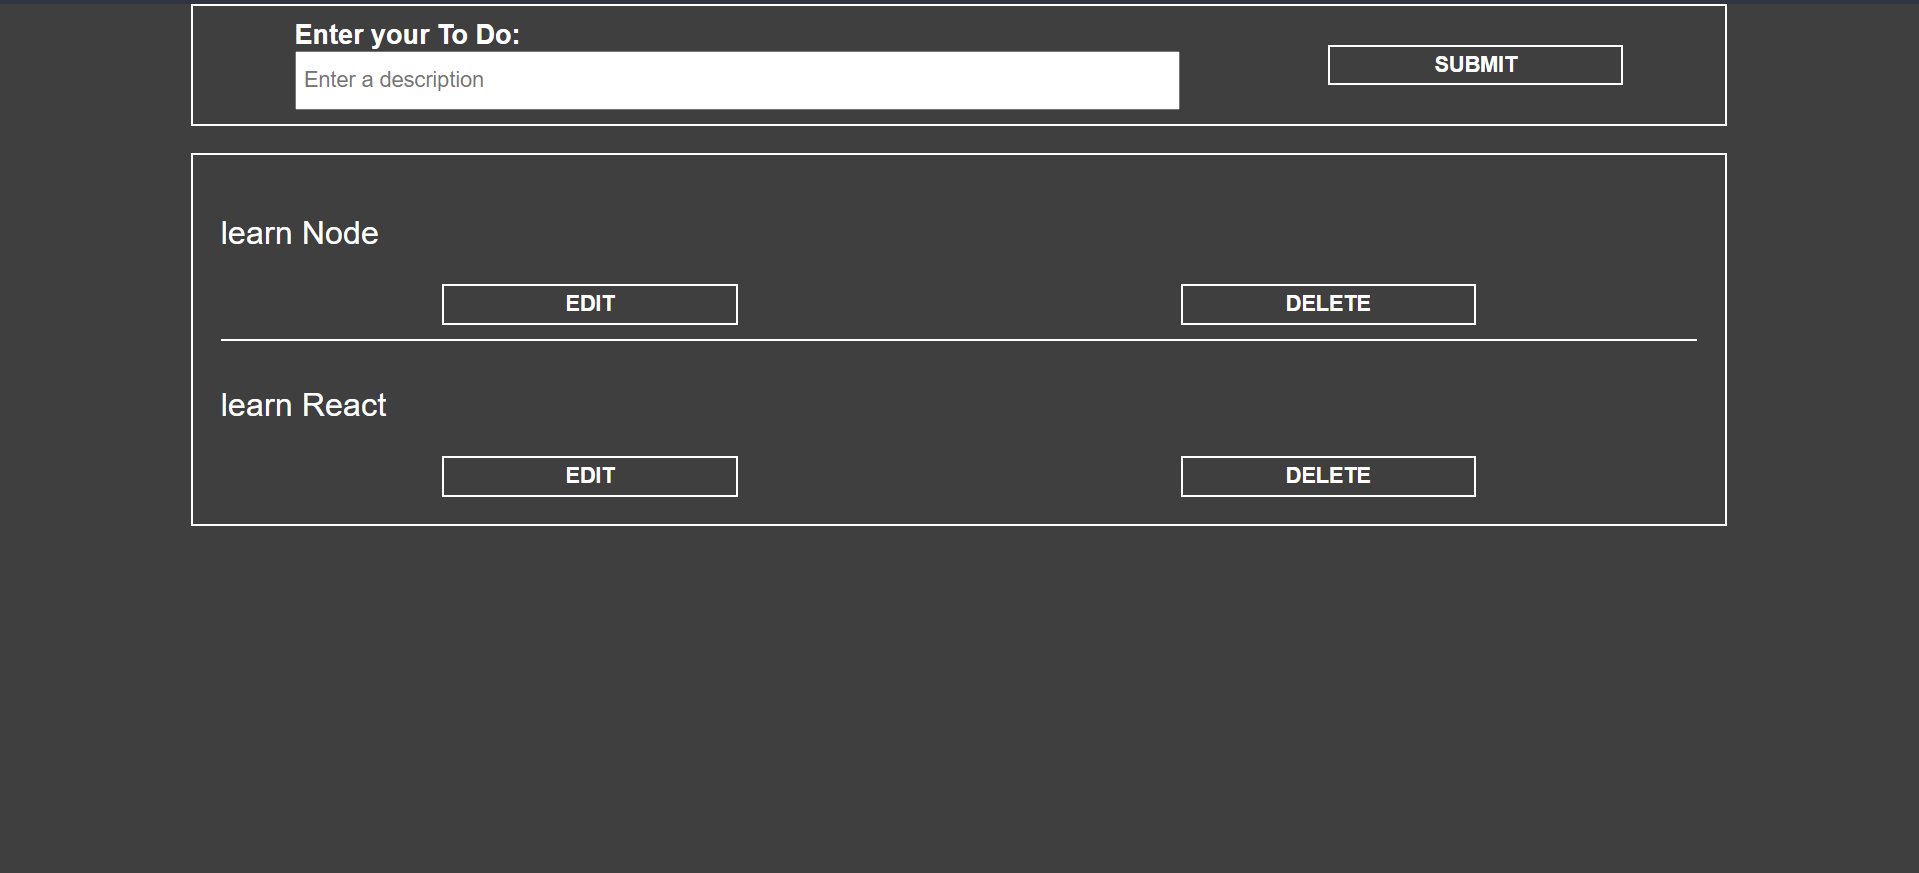 Enter your To Do:
Enter a description
SUBMIT
learn Node
EDIT
DELETE
learn React
EDIT
DELETE